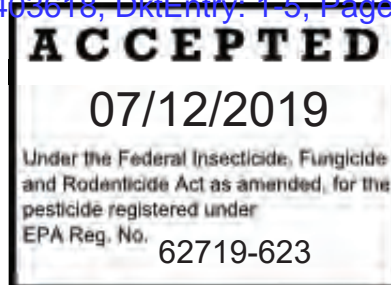 403618, DktEntry: 1-5, Page
ACCEPTED
07/12/2019
Under the Federal Insecticide, Fungicide
and Rodenticide Act as amended, for the
pesticide registered under
EPA Reg. No. 62719-623